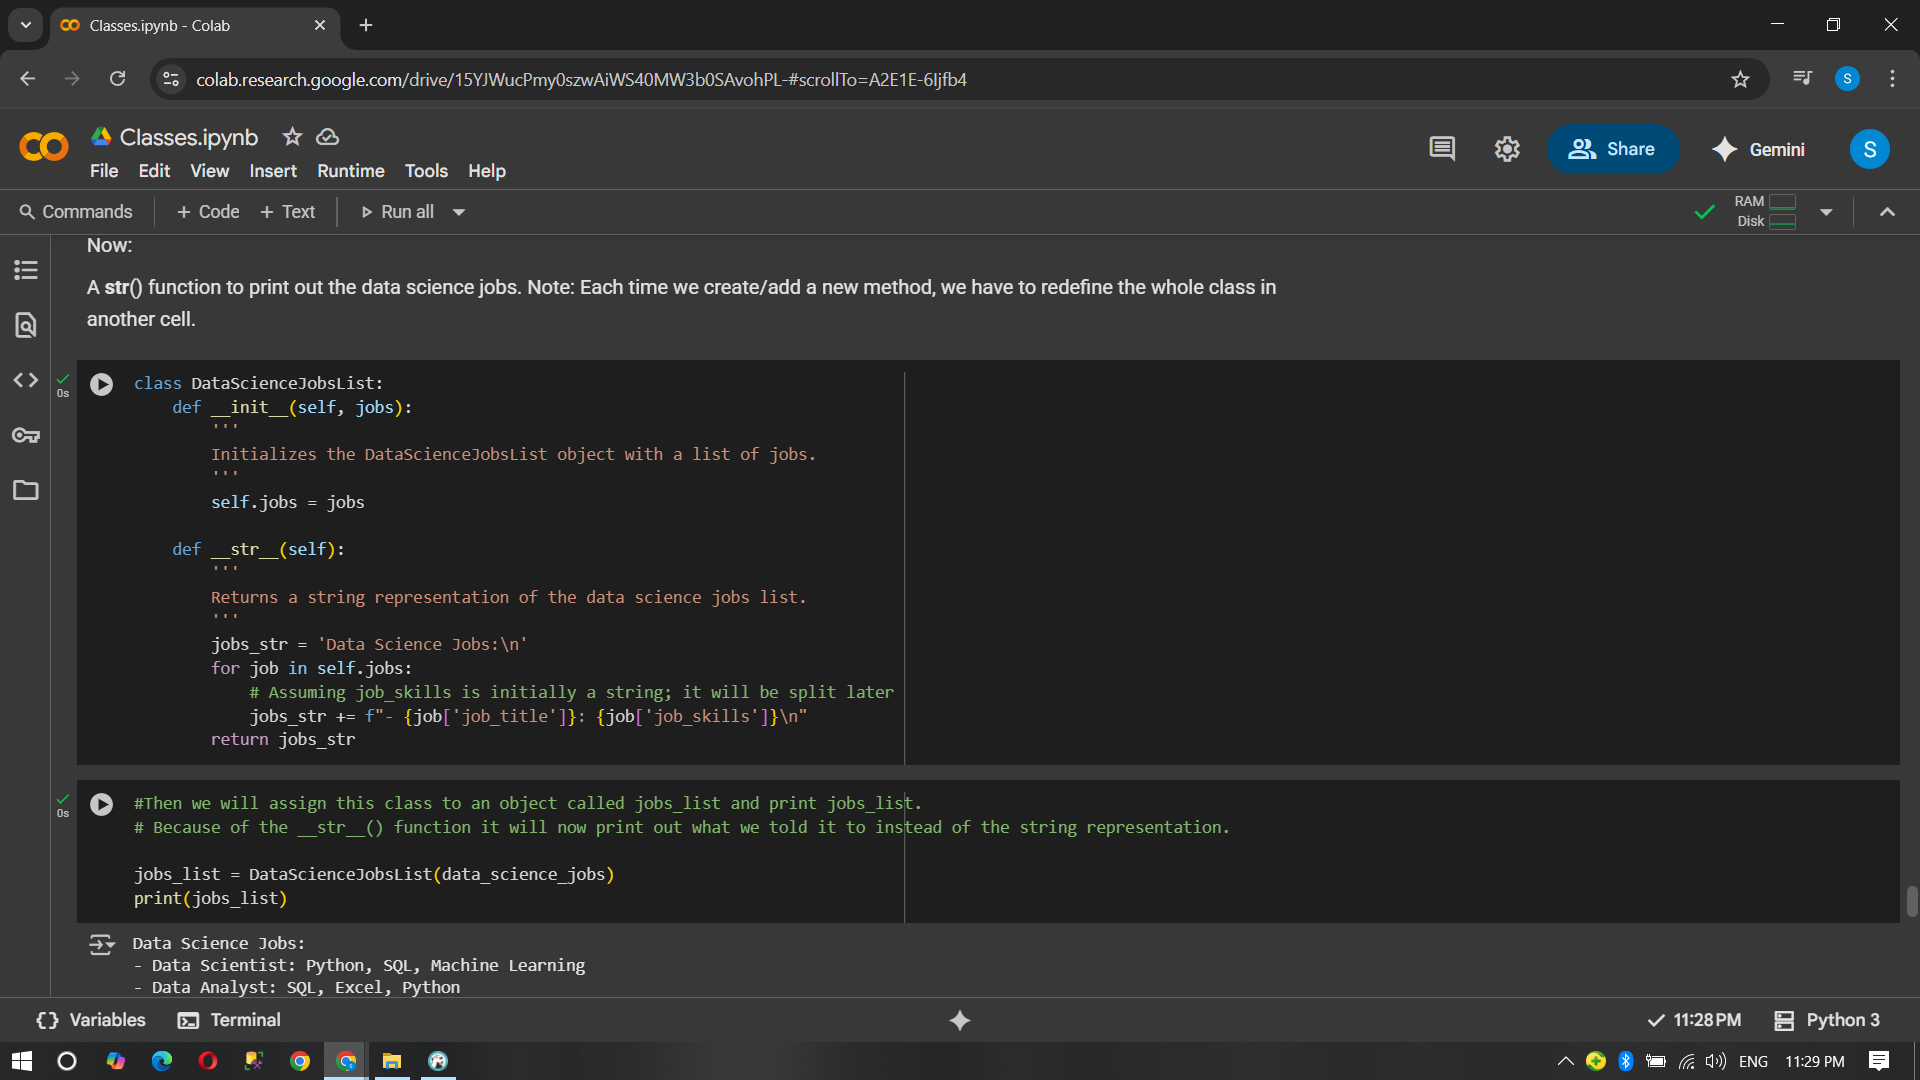 Classes.ipynb - Colab
colab.research.google.com/drive/15YJWucPmy0szwAiWS40MW3b0SAvohPL-#scrollTo=A2E1E-6Ijfb4
S
Classes.ipynb
File Edit View Insert Runtime Tools Help
Share
Gemini
S
Commands
+ Code + Text
Run all
RAM
Disk
Now:
A str() function to print out the data science jobs. Note: Each time we create/add a new method, we have to redefine the whole class in
another cell.
0s
class DataScienceJobsList:
    def __init__(self, jobs):
        '''
        Initializes the DataScienceJobsList object with a list of jobs.
        '''
        self.jobs = jobs
    def __str__(self):
        '''
        Returns a string representation of the data science jobs list.
        '''
        jobs_str = 'Data Science Jobs:\n'
        for job in self.jobs:
            # Assuming job_skills is initially a string; it will be split later
            jobs_str += f"- {job['job_title']}: {job['job_skills']}\n"
        return jobs_str
0s
#Then we will assign this class to an object called jobs_list and print jobs_list.
# Because of the __str__() function it will now print out what we told it to instead of the string representation.
jobs_list = DataScienceJobsList(data_science_jobs)
print(jobs_list)
Data Science Jobs:
- Data Scientist: Python, SQL, Machine Learning
- Data Analyst: SQL, Excel, Python
Variables Terminal
11:28 PM Python 3
ENG 11:29 PM